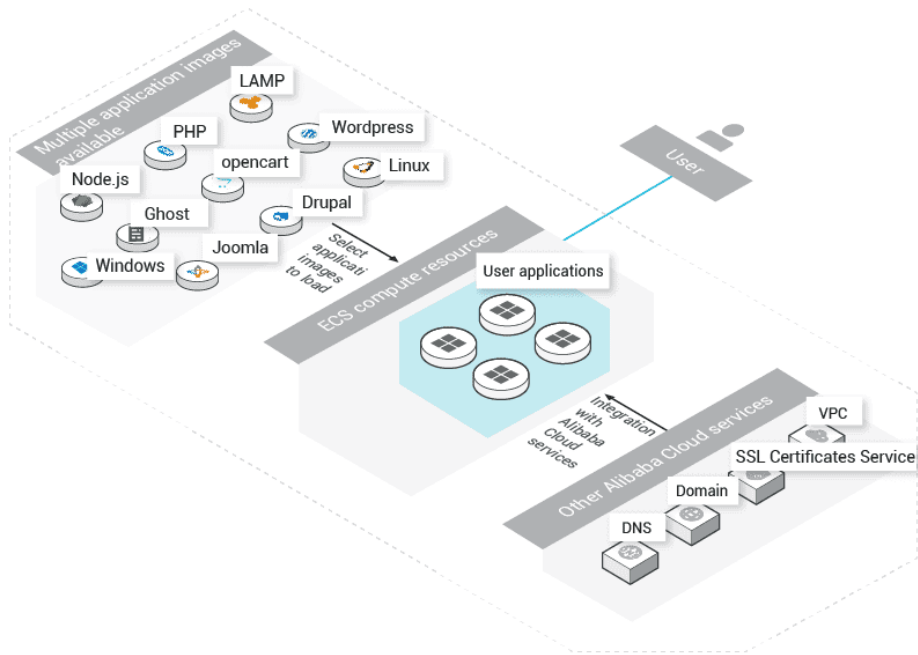 Multiple application images
available
LAMP
PHP
Wordpress
opencart
Linux
Node.js
Ghost
Drupal
Joomla
Windows
Select
applicati
images
to load
User
ECS compute resources
User applications
Integration
with
Alibaba
Cloud
services
Other Alibaba Cloud services
VPC
SSL Certificates Service
Domain
DNS